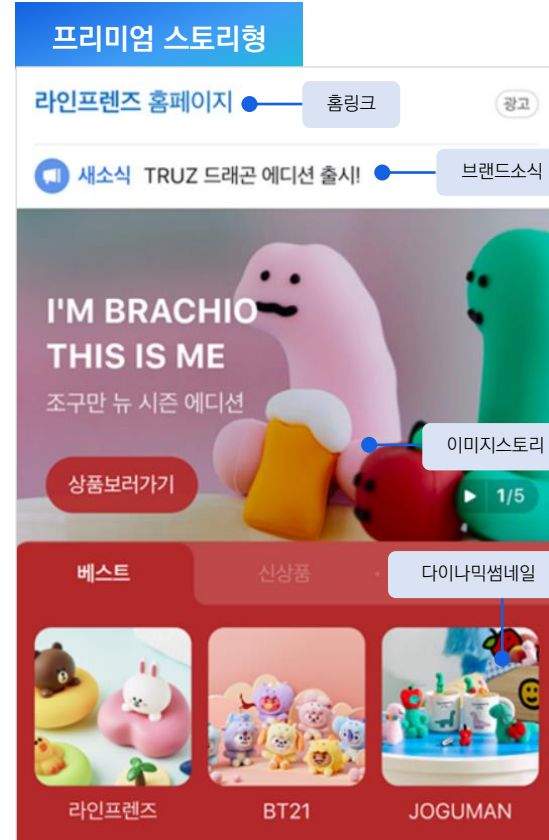 프리미엄 스토리형
라인프렌즈 홈페이지
홈링크
광고
새소식 TRUZ 드래곤 에디션 출시!
브랜드소식
I'M BRACHIO
THIS IS ME
조구만 뉴 시즌 에디션
이미지스토리
상품보러가기
1/5
베스트
신상품
다이나믹썸네일
라인프렌즈
BT21
JOGUMAN